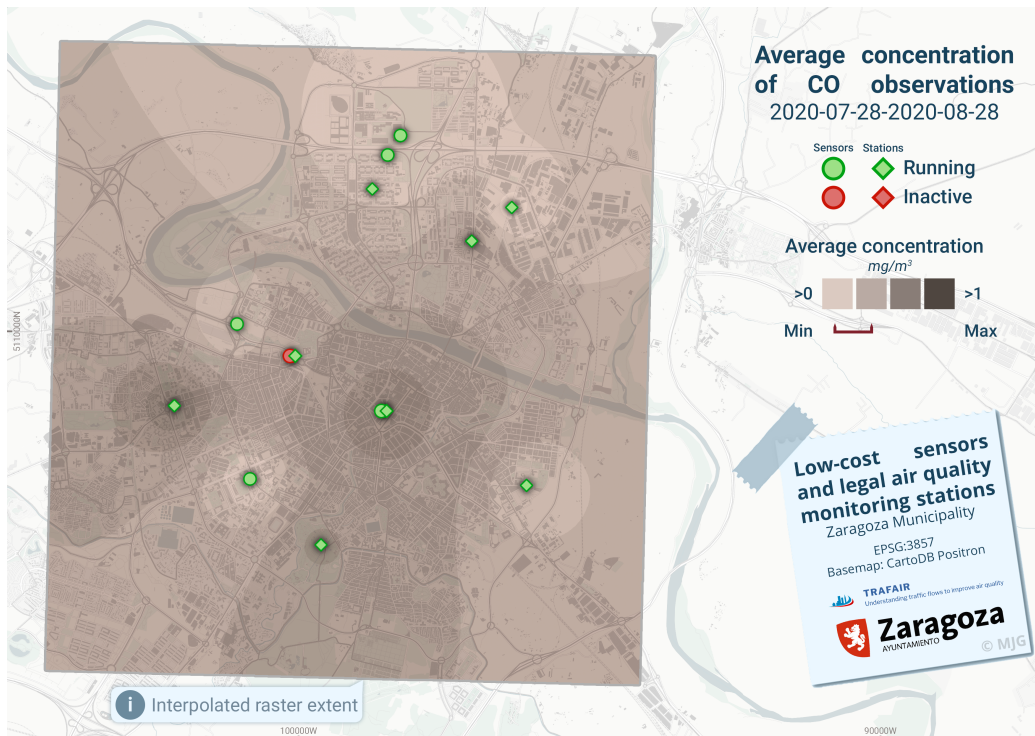 Average concentration
of CO observations
2020-07-28-2020-08-28
Sensors Stations
Running
Inactive
Average concentration
mg/m³
>0 >1
Min Max
5110000N
Low-cost sensors
and legal air quality
monitoring stations
Zaragoza Municipality
EPSG:3857
Basemap: CartoDB Positron
TRAFAIR
Understanding traffic flows to improve air quality
Zaragoza
AYUNTAMIENTO
© MJG
i Interpolated raster extent
100000W
90000W